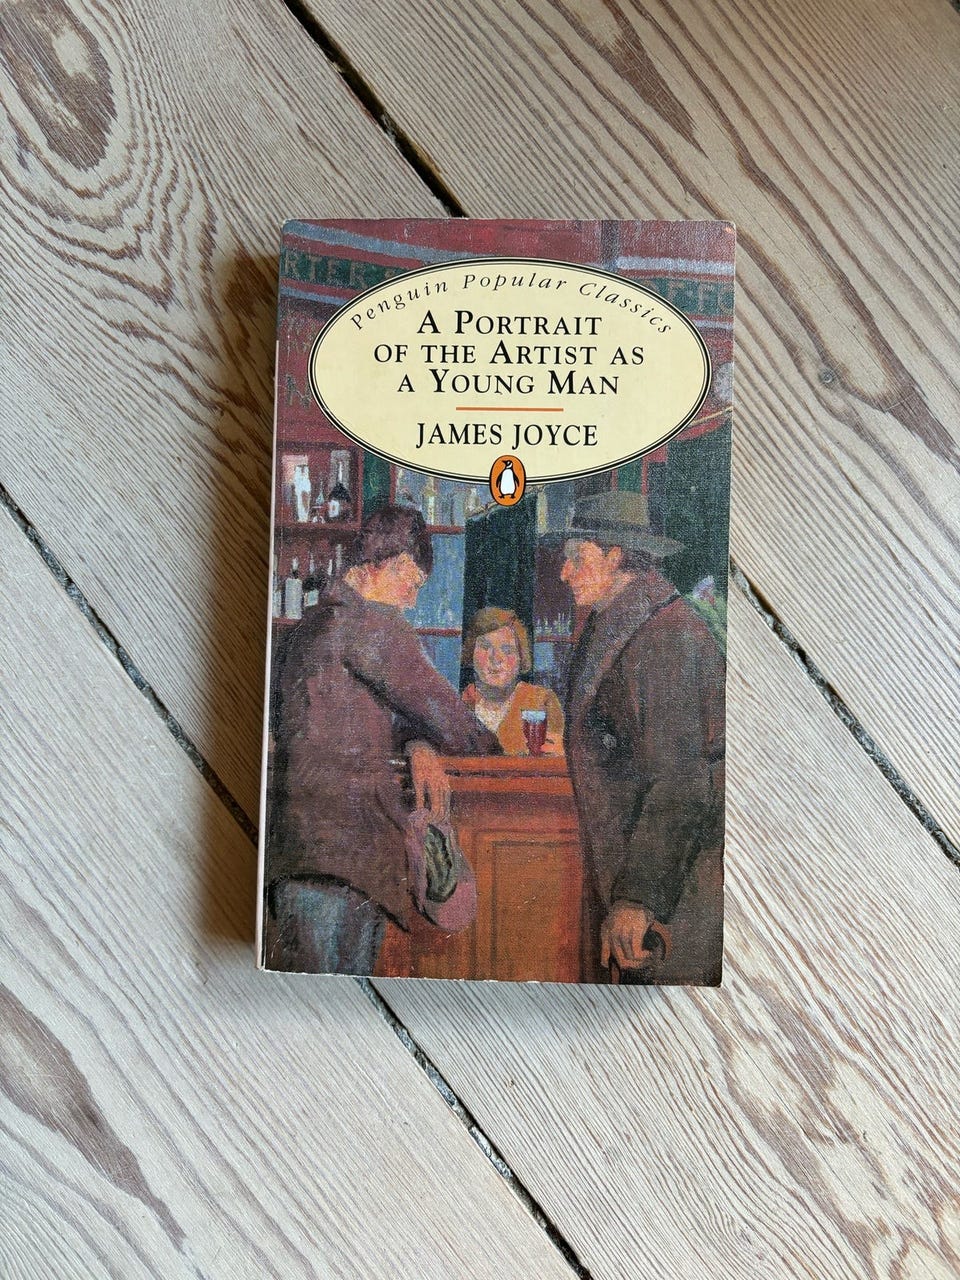 Penguin Popular Classics
A PORTRAIT
OF THE ARTIST AS
A YOUNG MAN
JAMES JOYCE